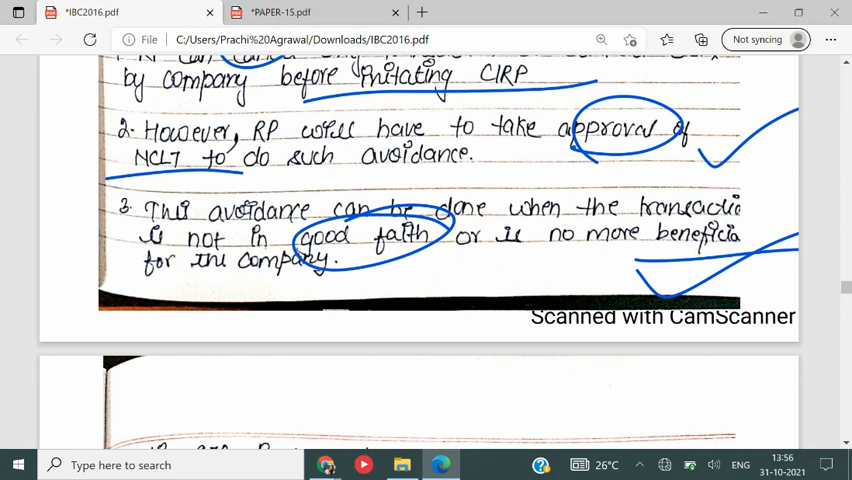 *IBC2016.pdf
*PAPER-15.pdf
File C:/Users/Prachi%20Agrawal/Downloads/IBC2016.pdf
Not syncing
by company before initiating CIRP
2. However, RP will have to take approval of
NCLT to do such avoidance.
3. This avoidance can be done when the transactio
is not in good faith or is no more beneficia
for the company.
Scanned with CamScanner
Type here to search
26°C
ENG
13:56
31-10-2021